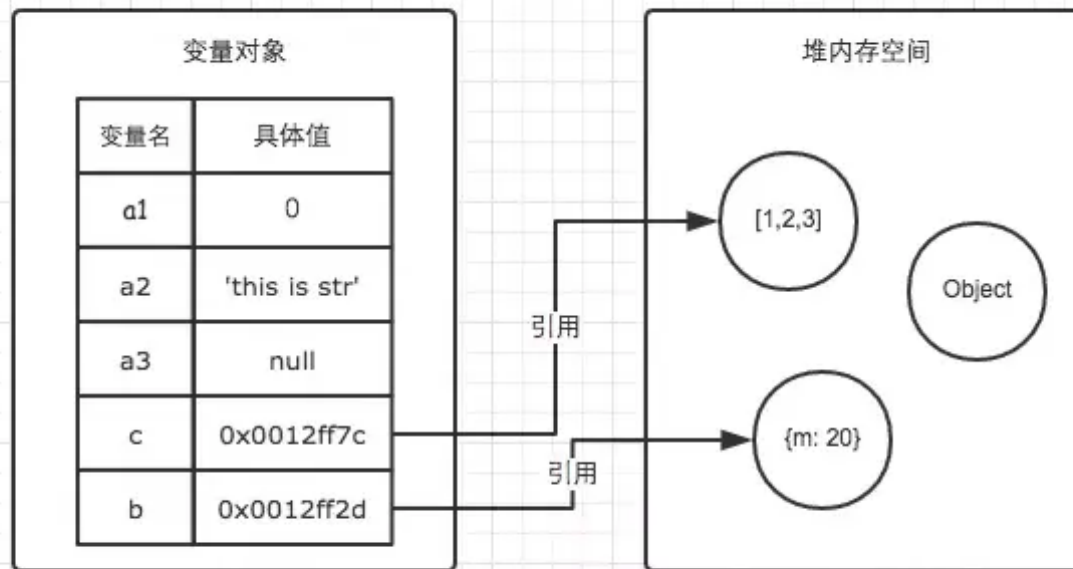 变量对象
变量名 具体值
a1 0
a2 'this is str'
a3 null
c 0x0012ff7c
b 0x0012ff2d
引用
引用
堆内存空间
[1,2,3]
Object
{m: 20}